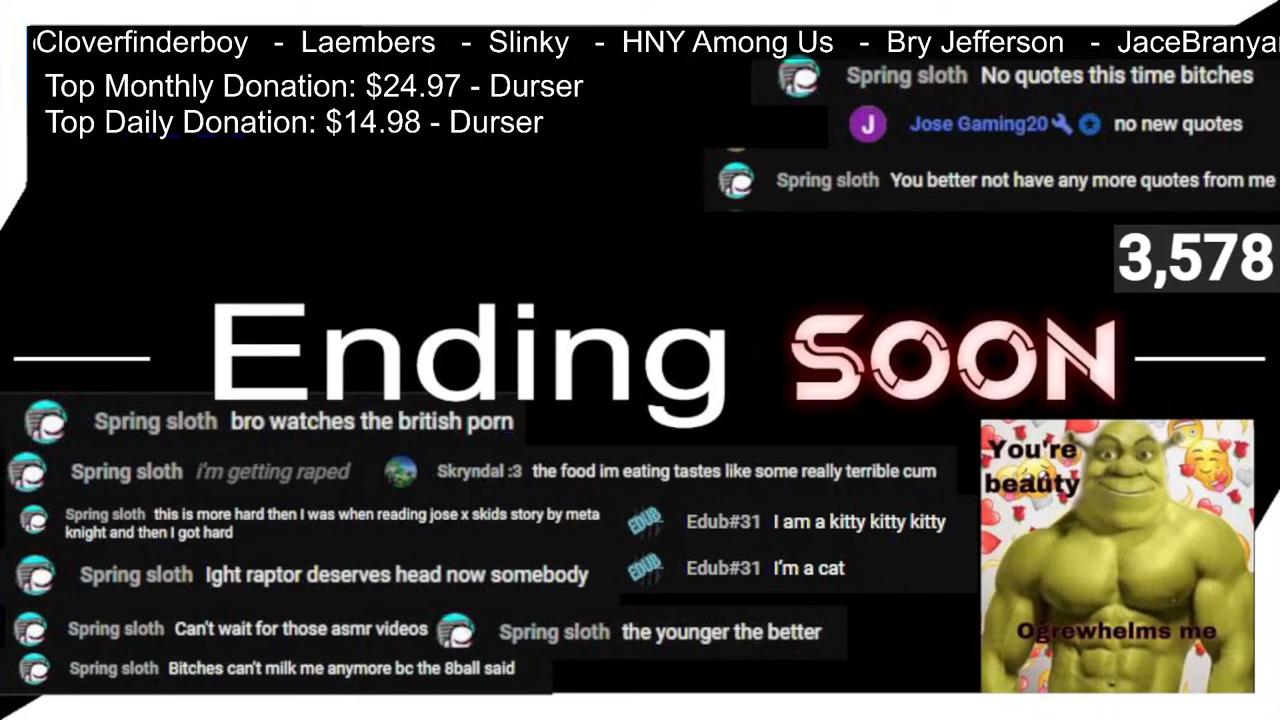 Cloverfinderboy - Laembers - Slinky - HNY Among Us - Bry Jefferson - JaceBranya
Top Monthly Donation: $24.97 - Durser
Top Daily Donation: $14.98 - Durser
Spring sloth No quotes this time bitches
J Jose Gaming20 no new quotes
Spring sloth You better not have any more quotes from me
3,578
Ending SOON
Spring sloth bro watches the british porn
Spring sloth i'm getting raped
Skryndal :3 the food im eating tastes like some really terrible cum
Spring sloth this is more hard then I was when reading jose x skids story by meta
knight and then I got hard
EDUB Edub#31 I am a kitty kitty kitty
Spring sloth Ight raptor deserves head now somebody
EDUB Edub#31 I'm a cat
Spring sloth Can't wait for those asmr videos
Spring sloth the younger the better
Spring sloth Bitches can't milk me anymore bc the 8ball said
You're
beauty
Ogrewhelms me